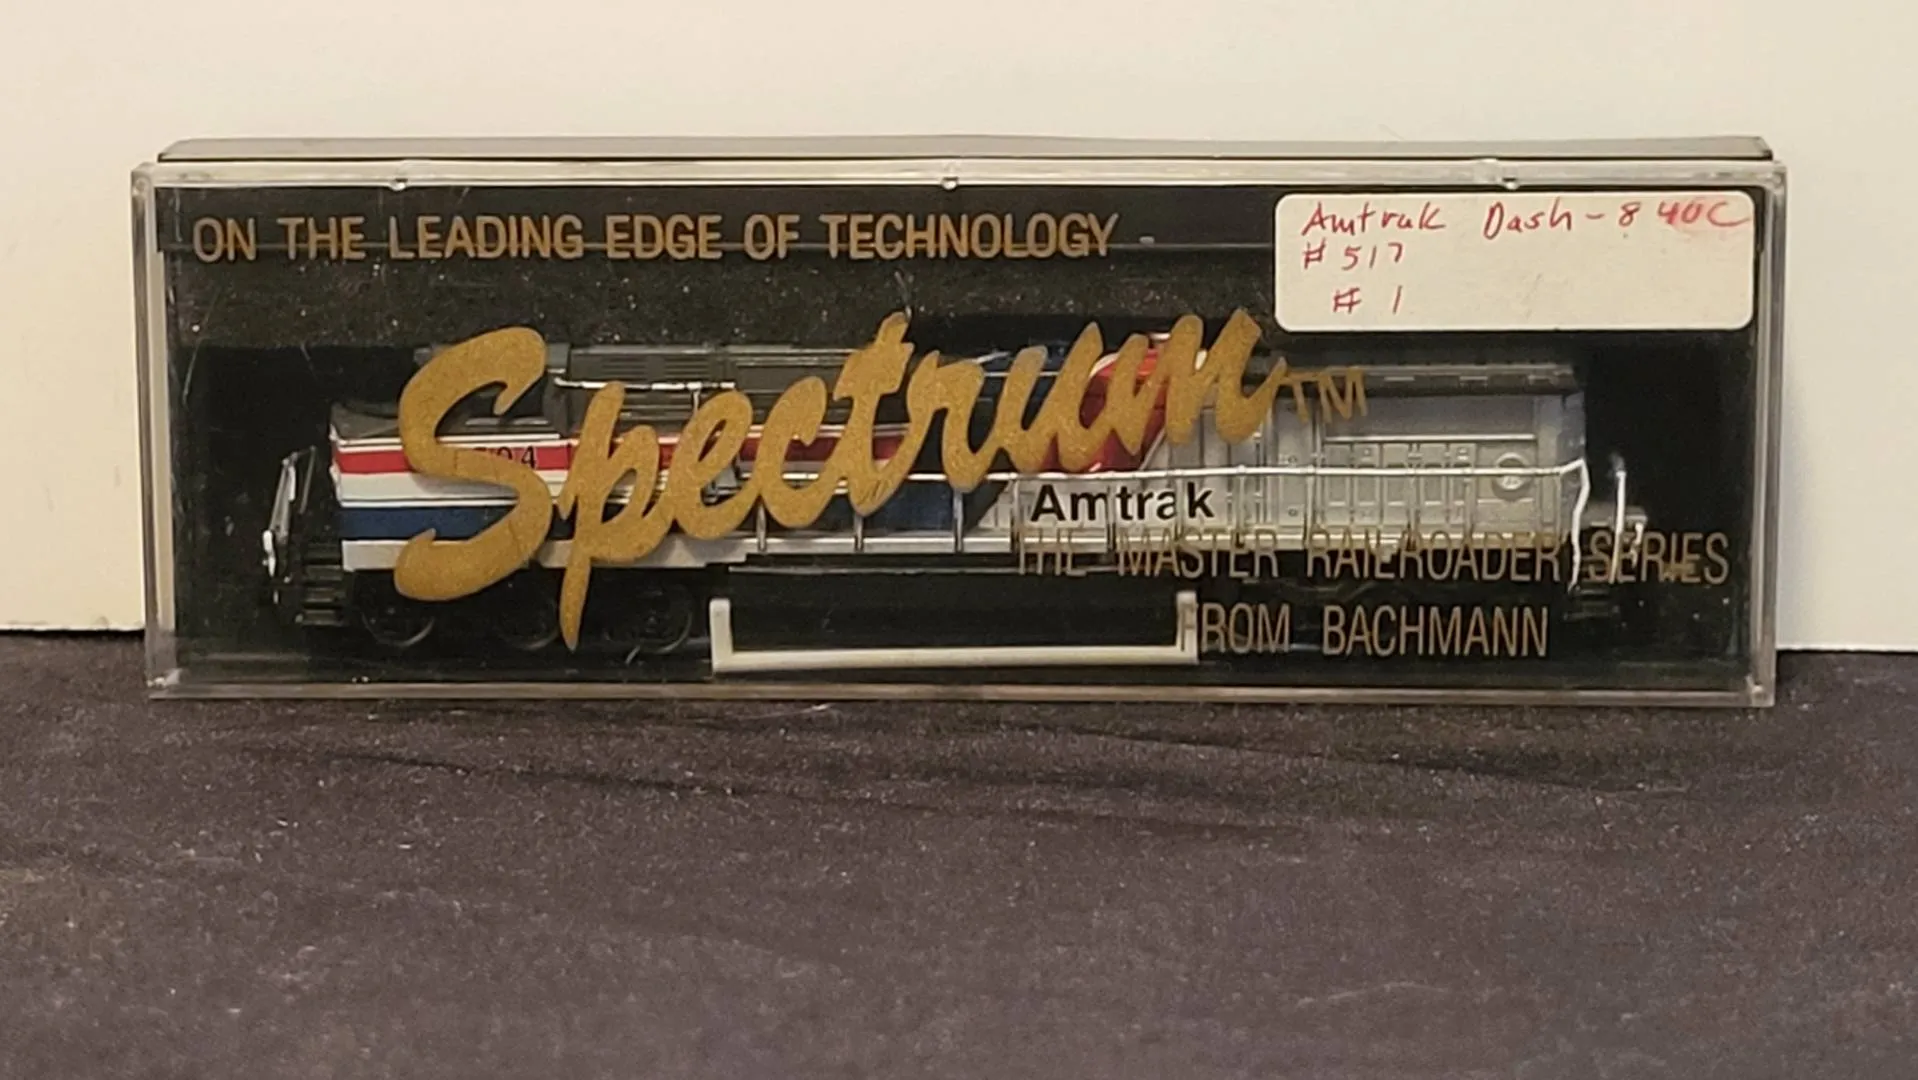 ON THE LEADING EDGE OF TECHNOLOGY
Amtrak Dash-8 40C
# 517
# 1
Spectrum™
Amtrak
THE MASTER RAILROADER SERIES
FROM BACHMANN